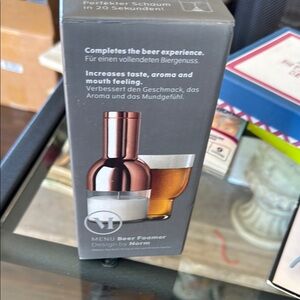 Perfekter Schaum
in 20 Sekunden!
Completes the beer experience.
Für einen vollendeten Biergenuss.
Increases taste, aroma and
mouth feeling.
Verbessert den Geschmack, das
Aroma und das Mundgefühl.
MENU Beer Foamer
Design by Norm